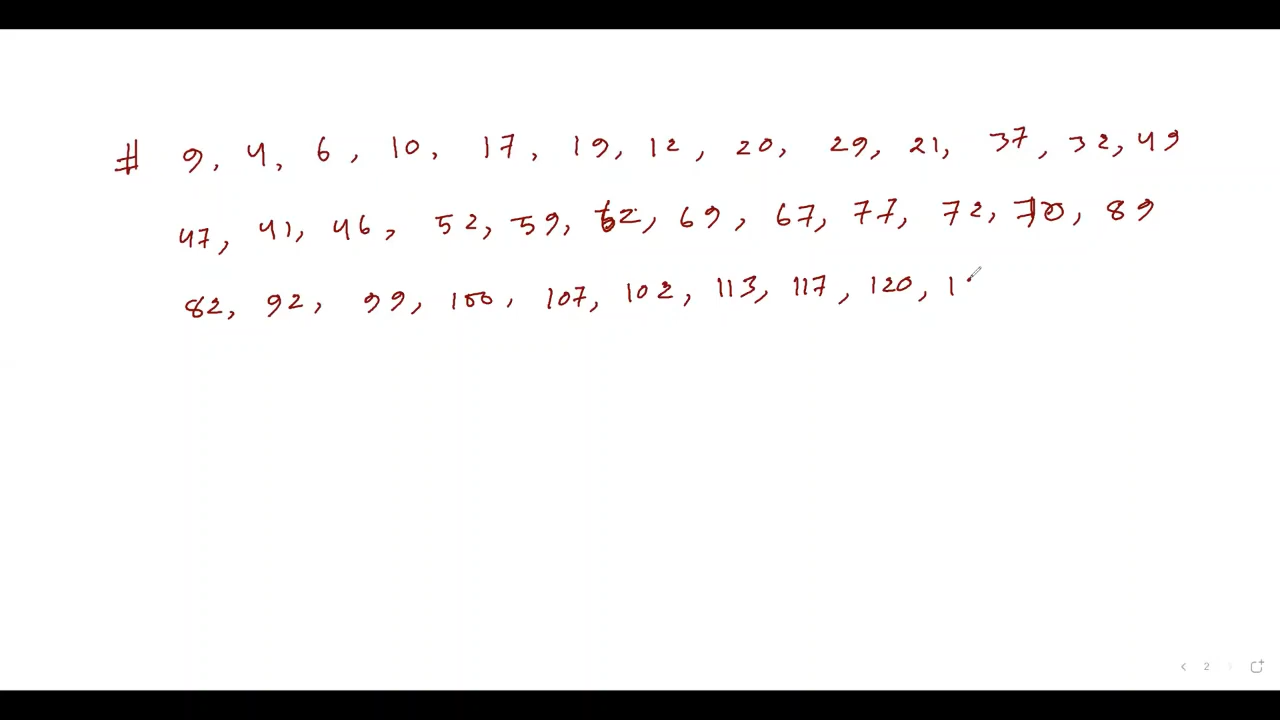 # 9, 4, 6, 10, 17, 19, 12, 20, 29, 21, 37, 32, 49
47, 41, 46, 52, 59, 62, 69, 67, 77, 72, 70, 89
82, 92, 99, 100, 107, 102, 113, 117, 120, 1
2